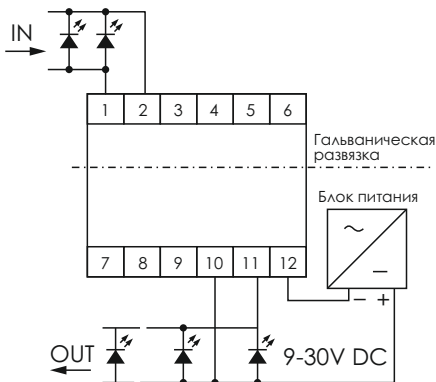 IN
1 2 3 4 5 6
Гальваническая
развязка
Блок питания
~
7 8 9 10 11 12
− +
OUT
9-30V DC